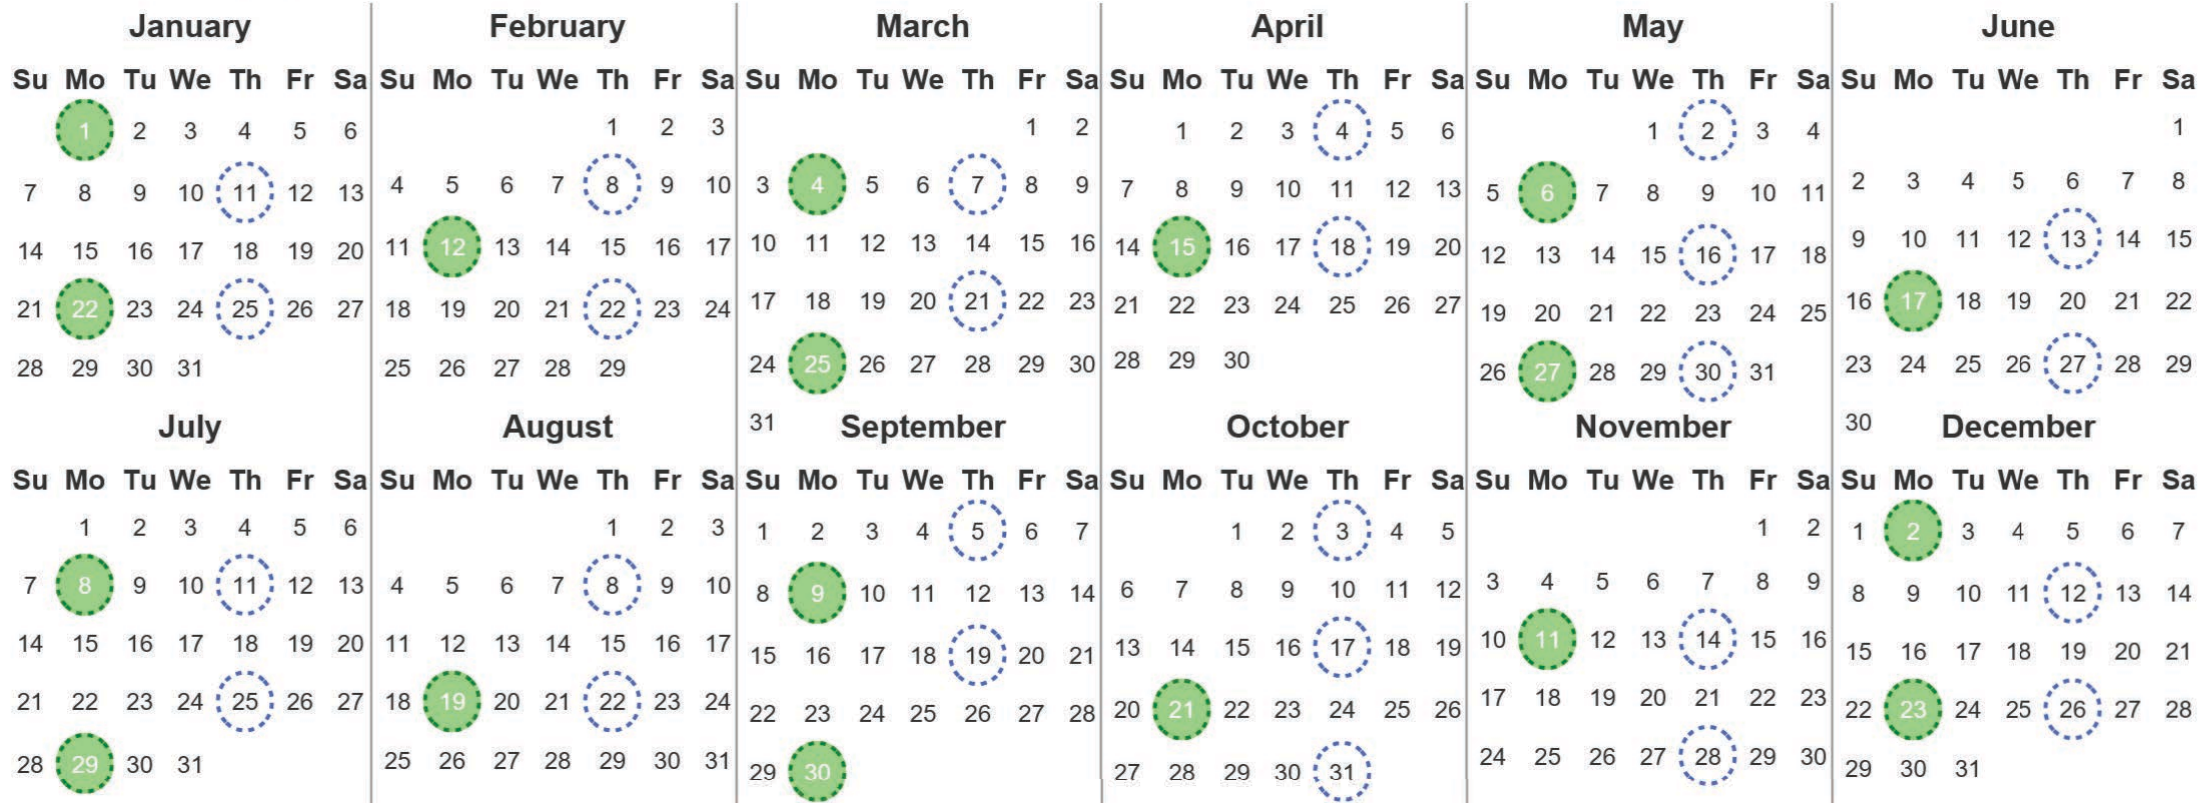 January
Su Mo Tu We Th Fr Sa
1 2 3 4 5 6
7 8 9 10 11 12 13
14 15 16 17 18 19 20
21 22 23 24 25 26 27
28 29 30 31
February
Su Mo Tu We Th Fr Sa
1 2 3
4 5 6 7 8 9 10
11 12 13 14 15 16 17
18 19 20 21 22 23 24
25 26 27 28 29
March
Su Mo Tu We Th Fr Sa
1 2
3 4 5 6 7 8 9
10 11 12 13 14 15 16
17 18 19 20 21 22 23
24 25 26 27 28 29 30
31
April
Su Mo Tu We Th Fr Sa
1 2 3 4 5 6
7 8 9 10 11 12 13
14 15 16 17 18 19 20
21 22 23 24 25 26 27
28 29 30
May
Su Mo Tu We Th Fr Sa
1 2 3 4
5 6 7 8 9 10 11
12 13 14 15 16 17 18
19 20 21 22 23 24 25
26 27 28 29 30 31
June
Su Mo Tu We Th Fr Sa
1
2 3 4 5 6 7 8
9 10 11 12 13 14 15
16 17 18 19 20 21 22
23 24 25 26 27 28 29
30
July
Su Mo Tu We Th Fr Sa
1 2 3 4 5 6
7 8 9 10 11 12 13
14 15 16 17 18 19 20
21 22 23 24 25 26 27
28 29 30 31
August
Su Mo Tu We Th Fr Sa
1 2 3
4 5 6 7 8 9 10
11 12 13 14 15 16 17
18 19 20 21 22 23 24
25 26 27 28 29 30 31
September
Su Mo Tu We Th Fr Sa
1 2 3 4 5 6 7
8 9 10 11 12 13 14
15 16 17 18 19 20 21
22 23 24 25 26 27 28
29 30
October
Su Mo Tu We Th Fr Sa
1 2 3 4 5
6 7 8 9 10 11 12
13 14 15 16 17 18 19
20 21 22 23 24 25 26
27 28 29 30 31
November
Su Mo Tu We Th Fr Sa
1 2
3 4 5 6 7 8 9
10 11 12 13 14 15 16
17 18 19 20 21 22 23
24 25 26 27 28 29 30
December
Su Mo Tu We Th Fr Sa
1 2 3 4 5 6 7
8 9 10 11 12 13 14
15 16 17 18 19 20 21
22 23 24 25 26 27 28
29 30 31